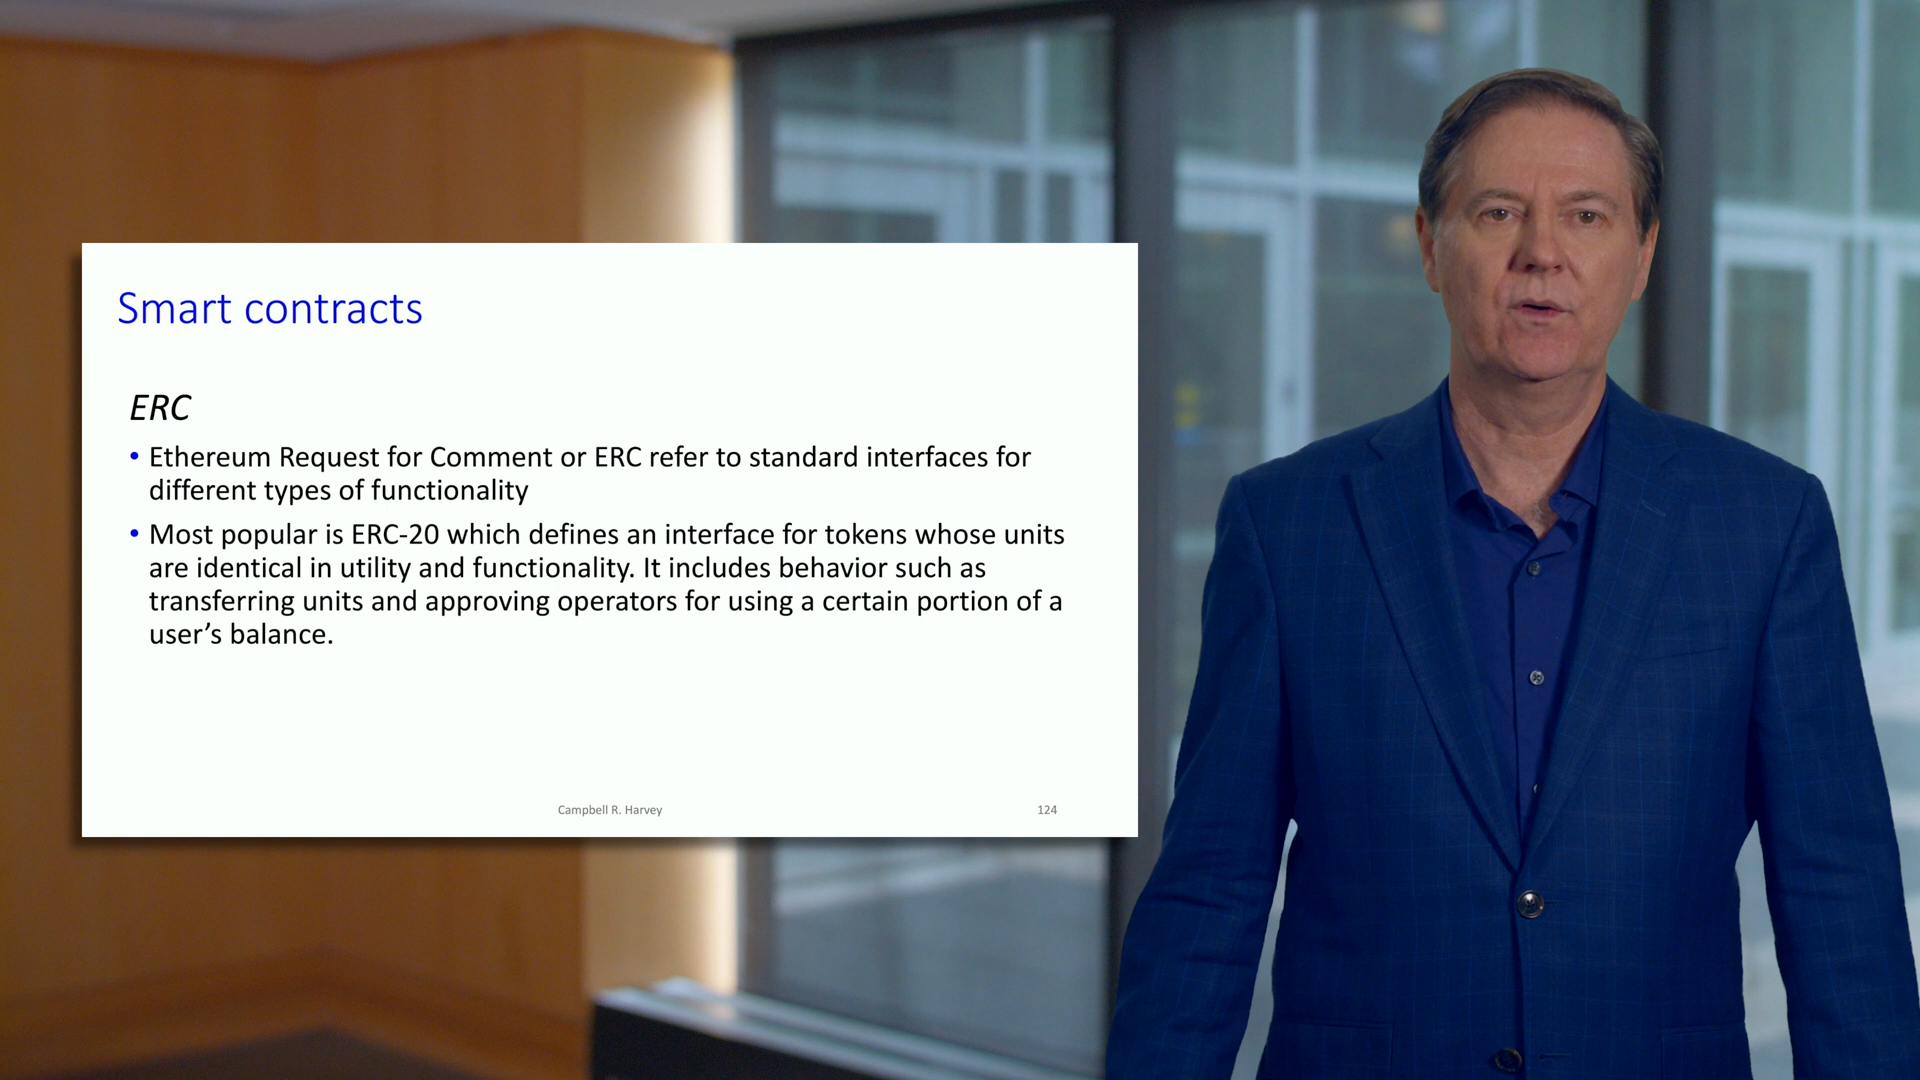 Smart contracts
ERC
• Ethereum Request for Comment or ERC refer to standard interfaces for
different types of functionality
• Most popular is ERC-20 which defines an interface for tokens whose units
are identical in utility and functionality. It includes behavior such as
transferring units and approving operators for using a certain portion of a
user’s balance.
Campbell R. Harvey
124